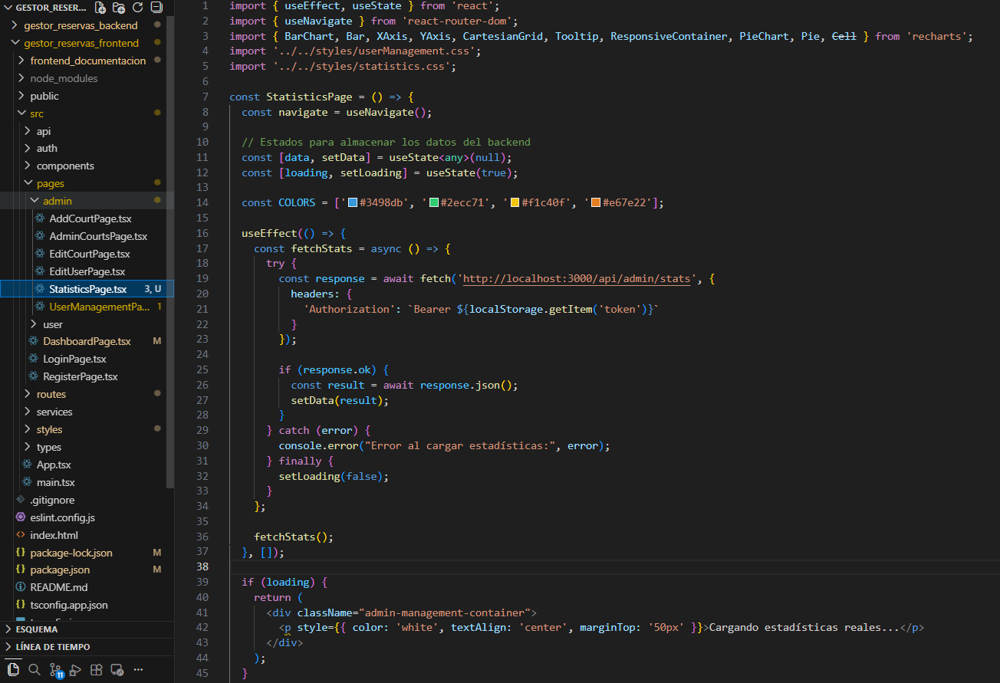 GESTOR_RESER...
gestor_reservas_backend
gestor_reservas_frontend
frontend_documentacion
node_modules
public
src
api
auth
components
pages
admin
AddCourtPage.tsx
AdminCourtsPage.tsx
EditCourtPage.tsx
EditUserPage.tsx
StatisticsPage.tsx 3, U
UserManagementPa... 1
user
DashboardPage.tsx M
LoginPage.tsx
RegisterPage.tsx
routes
services
styles
types
App.tsx
main.tsx
.gitignore
eslint.config.js
index.html
package-lock.json M
package.json M
README.md
tsconfig.app.json
ESQUEMA
LÍNEA DE TIEMPO
11
1 import { useEffect, useState } from 'react';
2 import { useNavigate } from 'react-router-dom';
3 import { BarChart, Bar, XAxis, YAxis, CartesianGrid, Tooltip, ResponsiveContainer, PieChart, Pie, Cell } from 'recharts';
4 import '../../styles/userManagement.css';
5 import '../../styles/statistics.css';
6
7 const StatisticsPage = () => {
8 const navigate = useNavigate();
9
10 // Estados para almacenar los datos del backend
11 const [data, setData] = useState<any>(null);
12 const [loading, setLoading] = useState(true);
13
14 const COLORS = ['#3498db', '#2ecc71', '#f1c40f', '#e67e22'];
15
16 useEffect(() => {
17 const fetchStats = async () => {
18 try {
19 const response = await fetch('http://localhost:3000/api/admin/stats', {
20 headers: {
21 'Authorization': `Bearer ${localStorage.getItem('token')}`
22 }
23 });
24
25 if (response.ok) {
26 const result = await response.json();
27 setData(result);
28 }
29 } catch (error) {
30 console.error("Error al cargar estadísticas:", error);
31 } finally {
32 setLoading(false);
33 }
34 };
35
36 fetchStats();
37 }, []);
38
39 if (loading) {
40 return (
41 <div className="admin-management-container">
42 <p style={{ color: 'white', textAlign: 'center', marginTop: '50px' }}>Cargando estadísticas reales...</p>
43 </div>
44 );
45 }